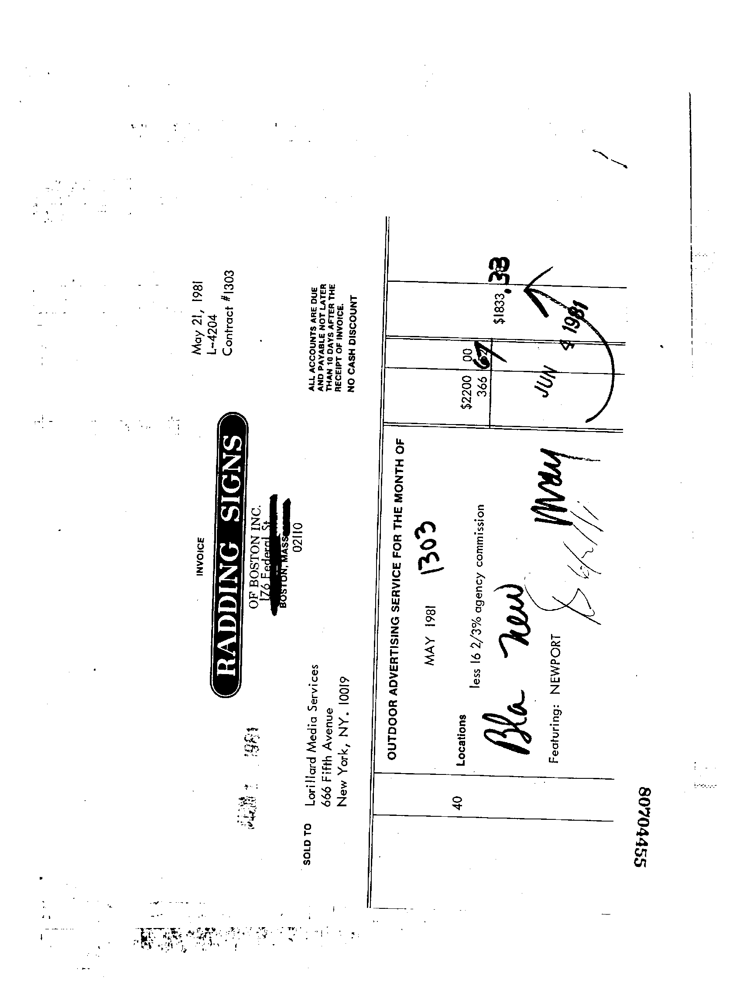 INVOICE
RADDING SIGNS
OF BOSTON INC.
176 Federal St
BOSTON, MASS
02110
May 21, 1981
L-4204
Contract #1303
1981
SOLD TO Lorillard Media Services
666 Fifth Avenue
New York, NY. 10019
ALL ACCOUNTS ARE DUE
AND PAYABLE NOT LATER
THAN 10 DAYS AFTER THE
RECEIPT OF INVOICE.
NO CASH DISCOUNT
OUTDOOR ADVERTISING SERVICE FOR THE MONTH OF
MAY 1981 1303
40 Locations $2200 00
less 16 2/3% agency commission 366 67 $1833.33
Bla new
Featuring: NEWPORT
May
JUN 1981
80704455